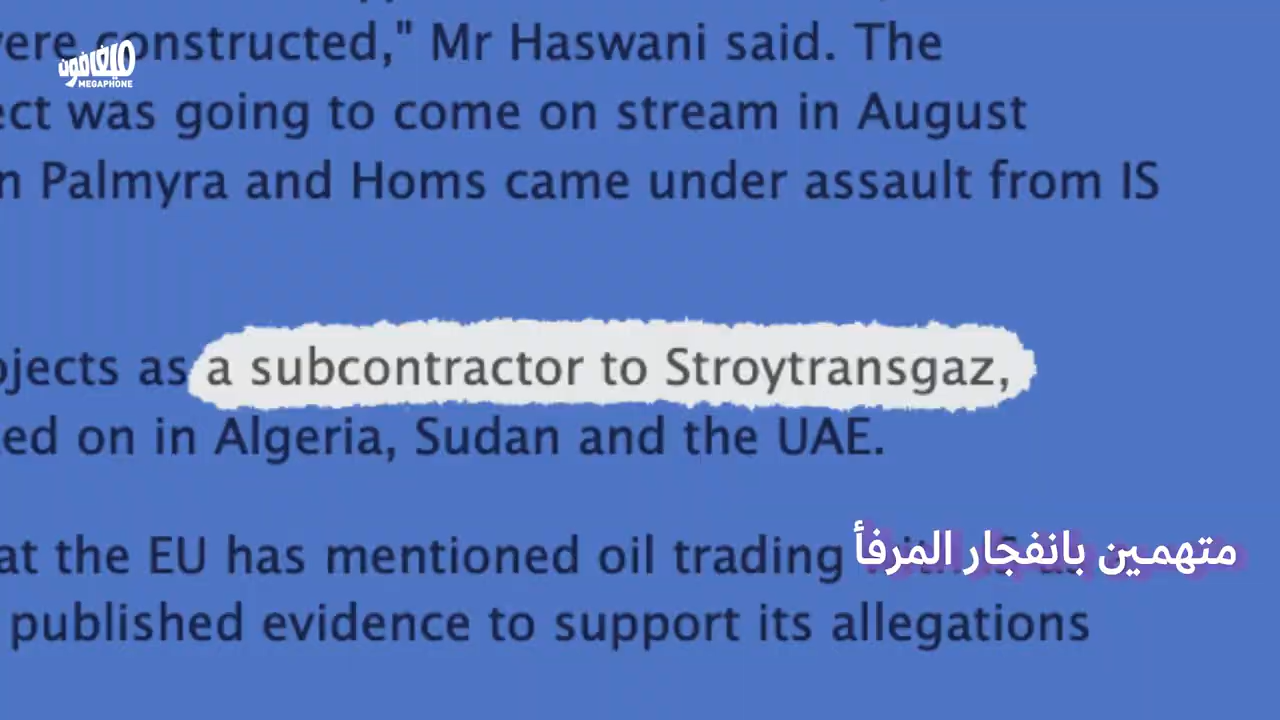 ميغافون
MEGAPHONE
were constructed," Mr Haswani said. The
ect was going to come on stream in August
n Palmyra and Homs came under assault from IS
ojects as a subcontractor to Stroytransgaz,
ed on in Algeria, Sudan and the UAE.
at the EU has mentioned oil trading
متهمين بانفجار المرفأ
published evidence to support its allegations